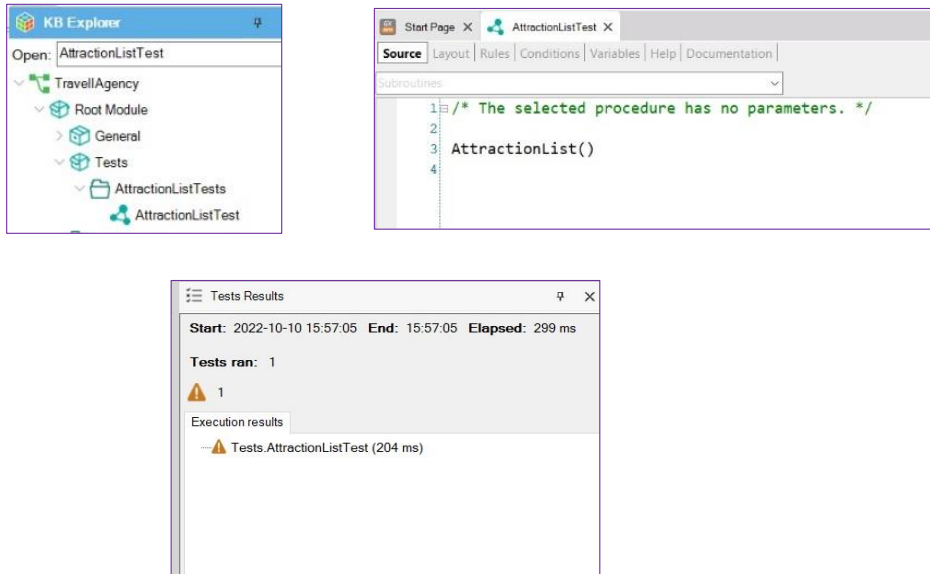 KB Explorer
Open: AttractionListTest
TravellAgency
Root Module
General
Tests
AttractionListTests
AttractionListTest
Start Page X AttractionListTest X
Source Layout Rules Conditions Variables Help Documentation
Subroutines
1 /* The selected procedure has no parameters. */
2
3 AttractionList()
4
Tests Results
Start: 2022-10-10 15:57:05 End: 15:57:05 Elapsed: 299 ms
Tests ran: 1
1
Execution results
Tests.AttractionListTest (204 ms)